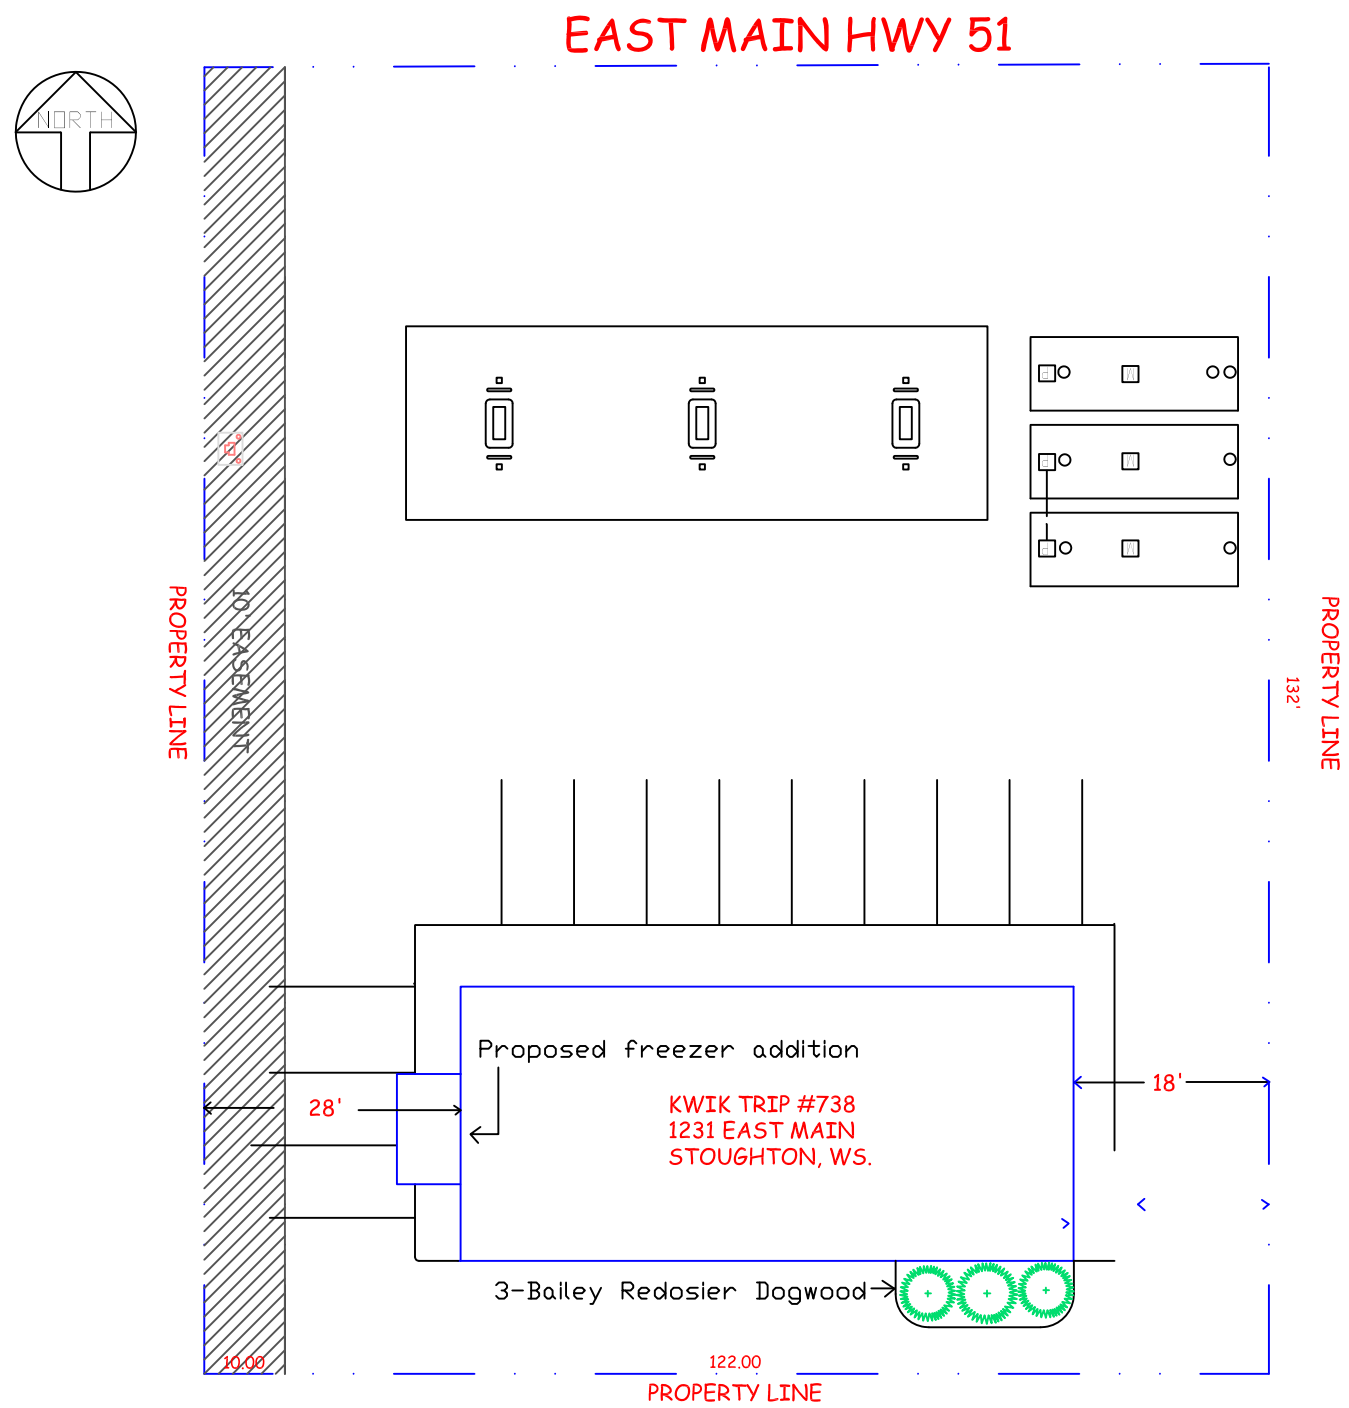 EAST MAIN HWY 51
NORTH
P
M
P
M
P
M
PROPERTY LINE
10' EASEMENT
132'
PROPERTY LINE
Proposed freezer addition
28'
18'
KWIK TRIP #738
1231 EAST MAIN
STOUGHTON, WS.
3-Bailey Redosier Dogwood
10.00
122.00
PROPERTY LINE